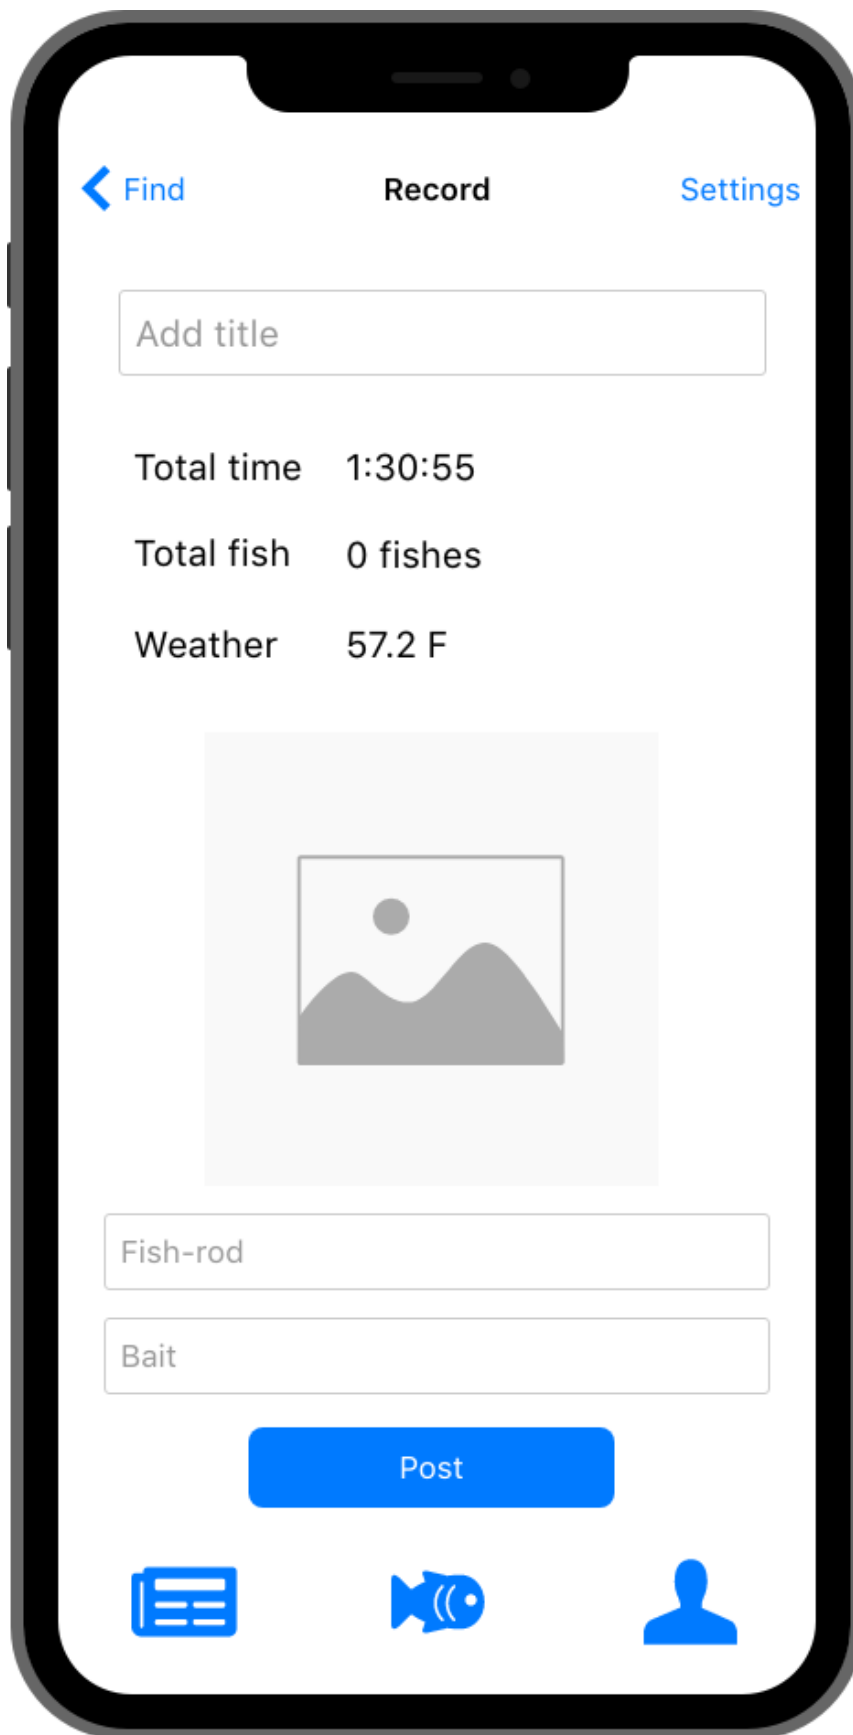 Find Record Settings
Add title
Total time 1:30:55
Total fish 0 fishes
Weather 57.2 F
Fish-rod
Bait
Post